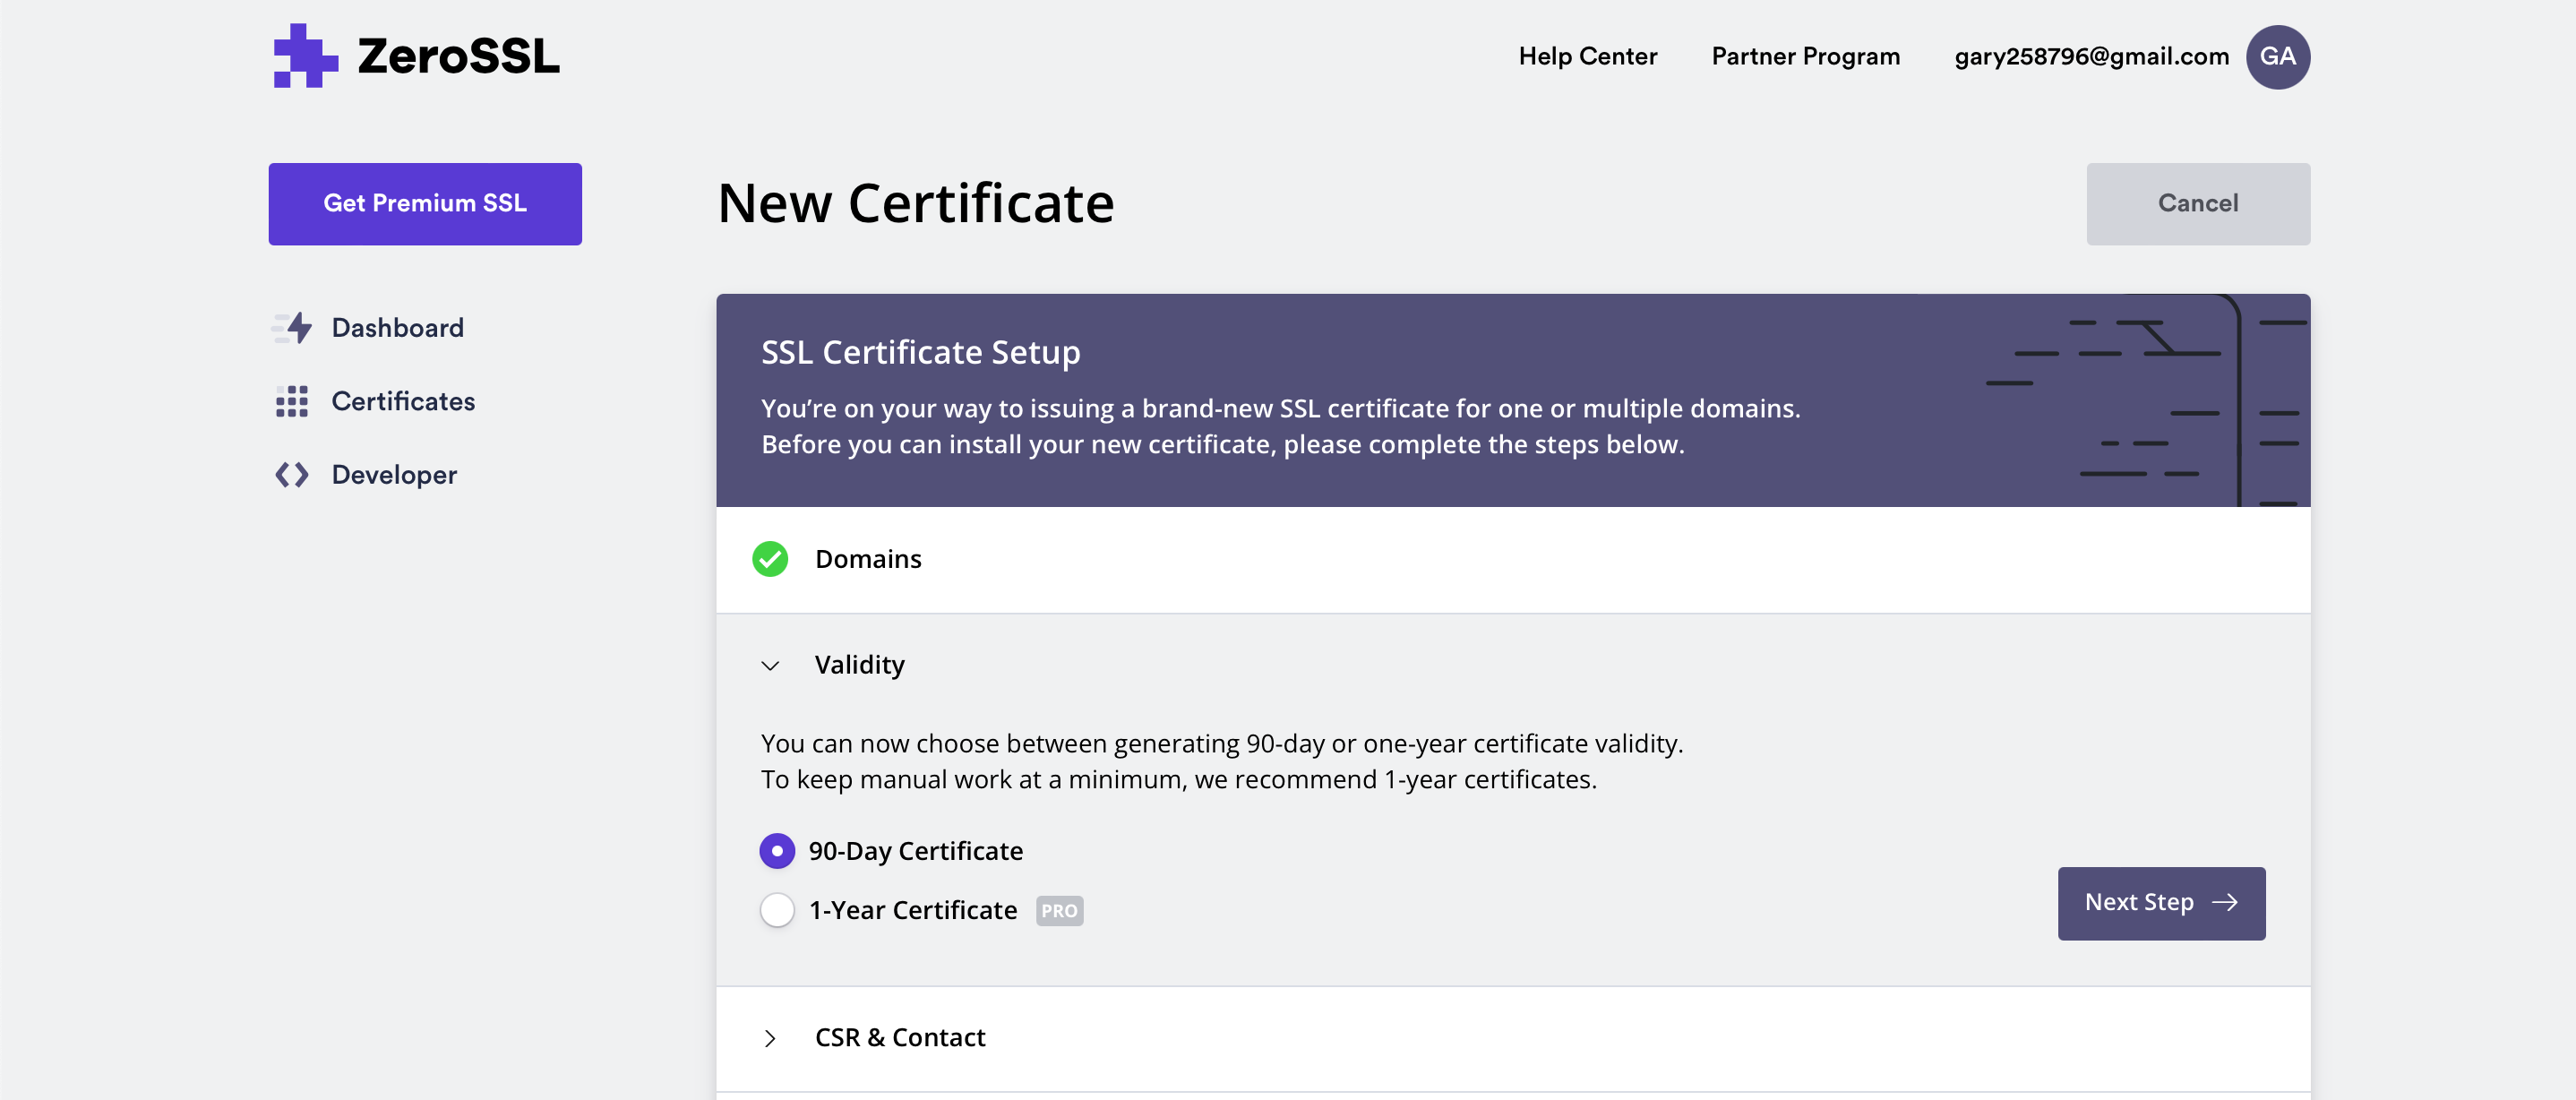 ZeroSSL
Help Center
Partner Program
gary258796@gmail.com
GA
Get Premium SSL
New Certificate
Cancel
Dashboard
Certificates
Developer
SSL Certificate Setup
You’re on your way to issuing a brand-new SSL certificate for one or multiple domains.
Before you can install your new certificate, please complete the steps below.
Domains
Validity
You can now choose between generating 90-day or one-year certificate validity.
To keep manual work at a minimum, we recommend 1-year certificates.
90-Day Certificate
1-Year Certificate PRO
Next Step
CSR & Contact